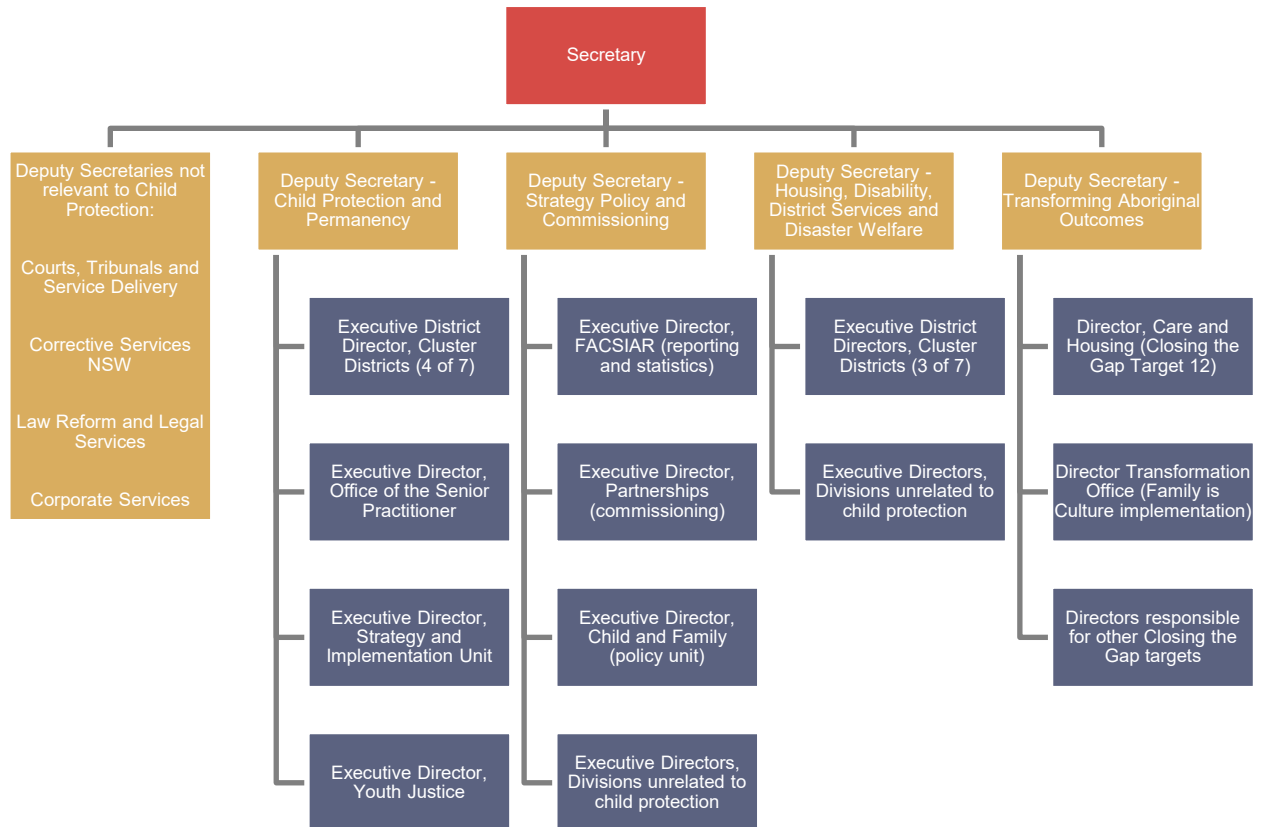 Secretary
Deputy Secretaries not
relevant to Child
Protection:
Courts, Tribunals and
Service Delivery
Corrective Services
NSW
Law Reform and Legal
Services
Corporate Services
Deputy Secretary -
Child Protection and
Permanency
Executive District
Director, Cluster
Districts (4 of 7)
Executive Director,
Office of the Senior
Practitioner
Executive Director,
Strategy and
Implementation Unit
Executive Director,
Youth Justice
Deputy Secretary -
Strategy Policy and
Commissioning
Executive Director,
FACSIAR (reporting
and statistics)
Executive Director,
Partnerships
(commissioning)
Executive Director,
Child and Family
(policy unit)
Executive Directors,
Divisions unrelated to
child protection
Deputy Secretary -
Housing, Disability,
District Services and
Disaster Welfare
Executive District
Directors, Cluster
Districts (3 of 7)
Executive Directors,
Divisions unrelated to
child protection
Deputy Secretary -
Transforming Aboriginal
Outcomes
Director, Care and
Housing (Closing the
Gap Target 12)
Director Transformation
Office (Family is
Culture implementation)
Directors responsible
for other Closing the
Gap targets